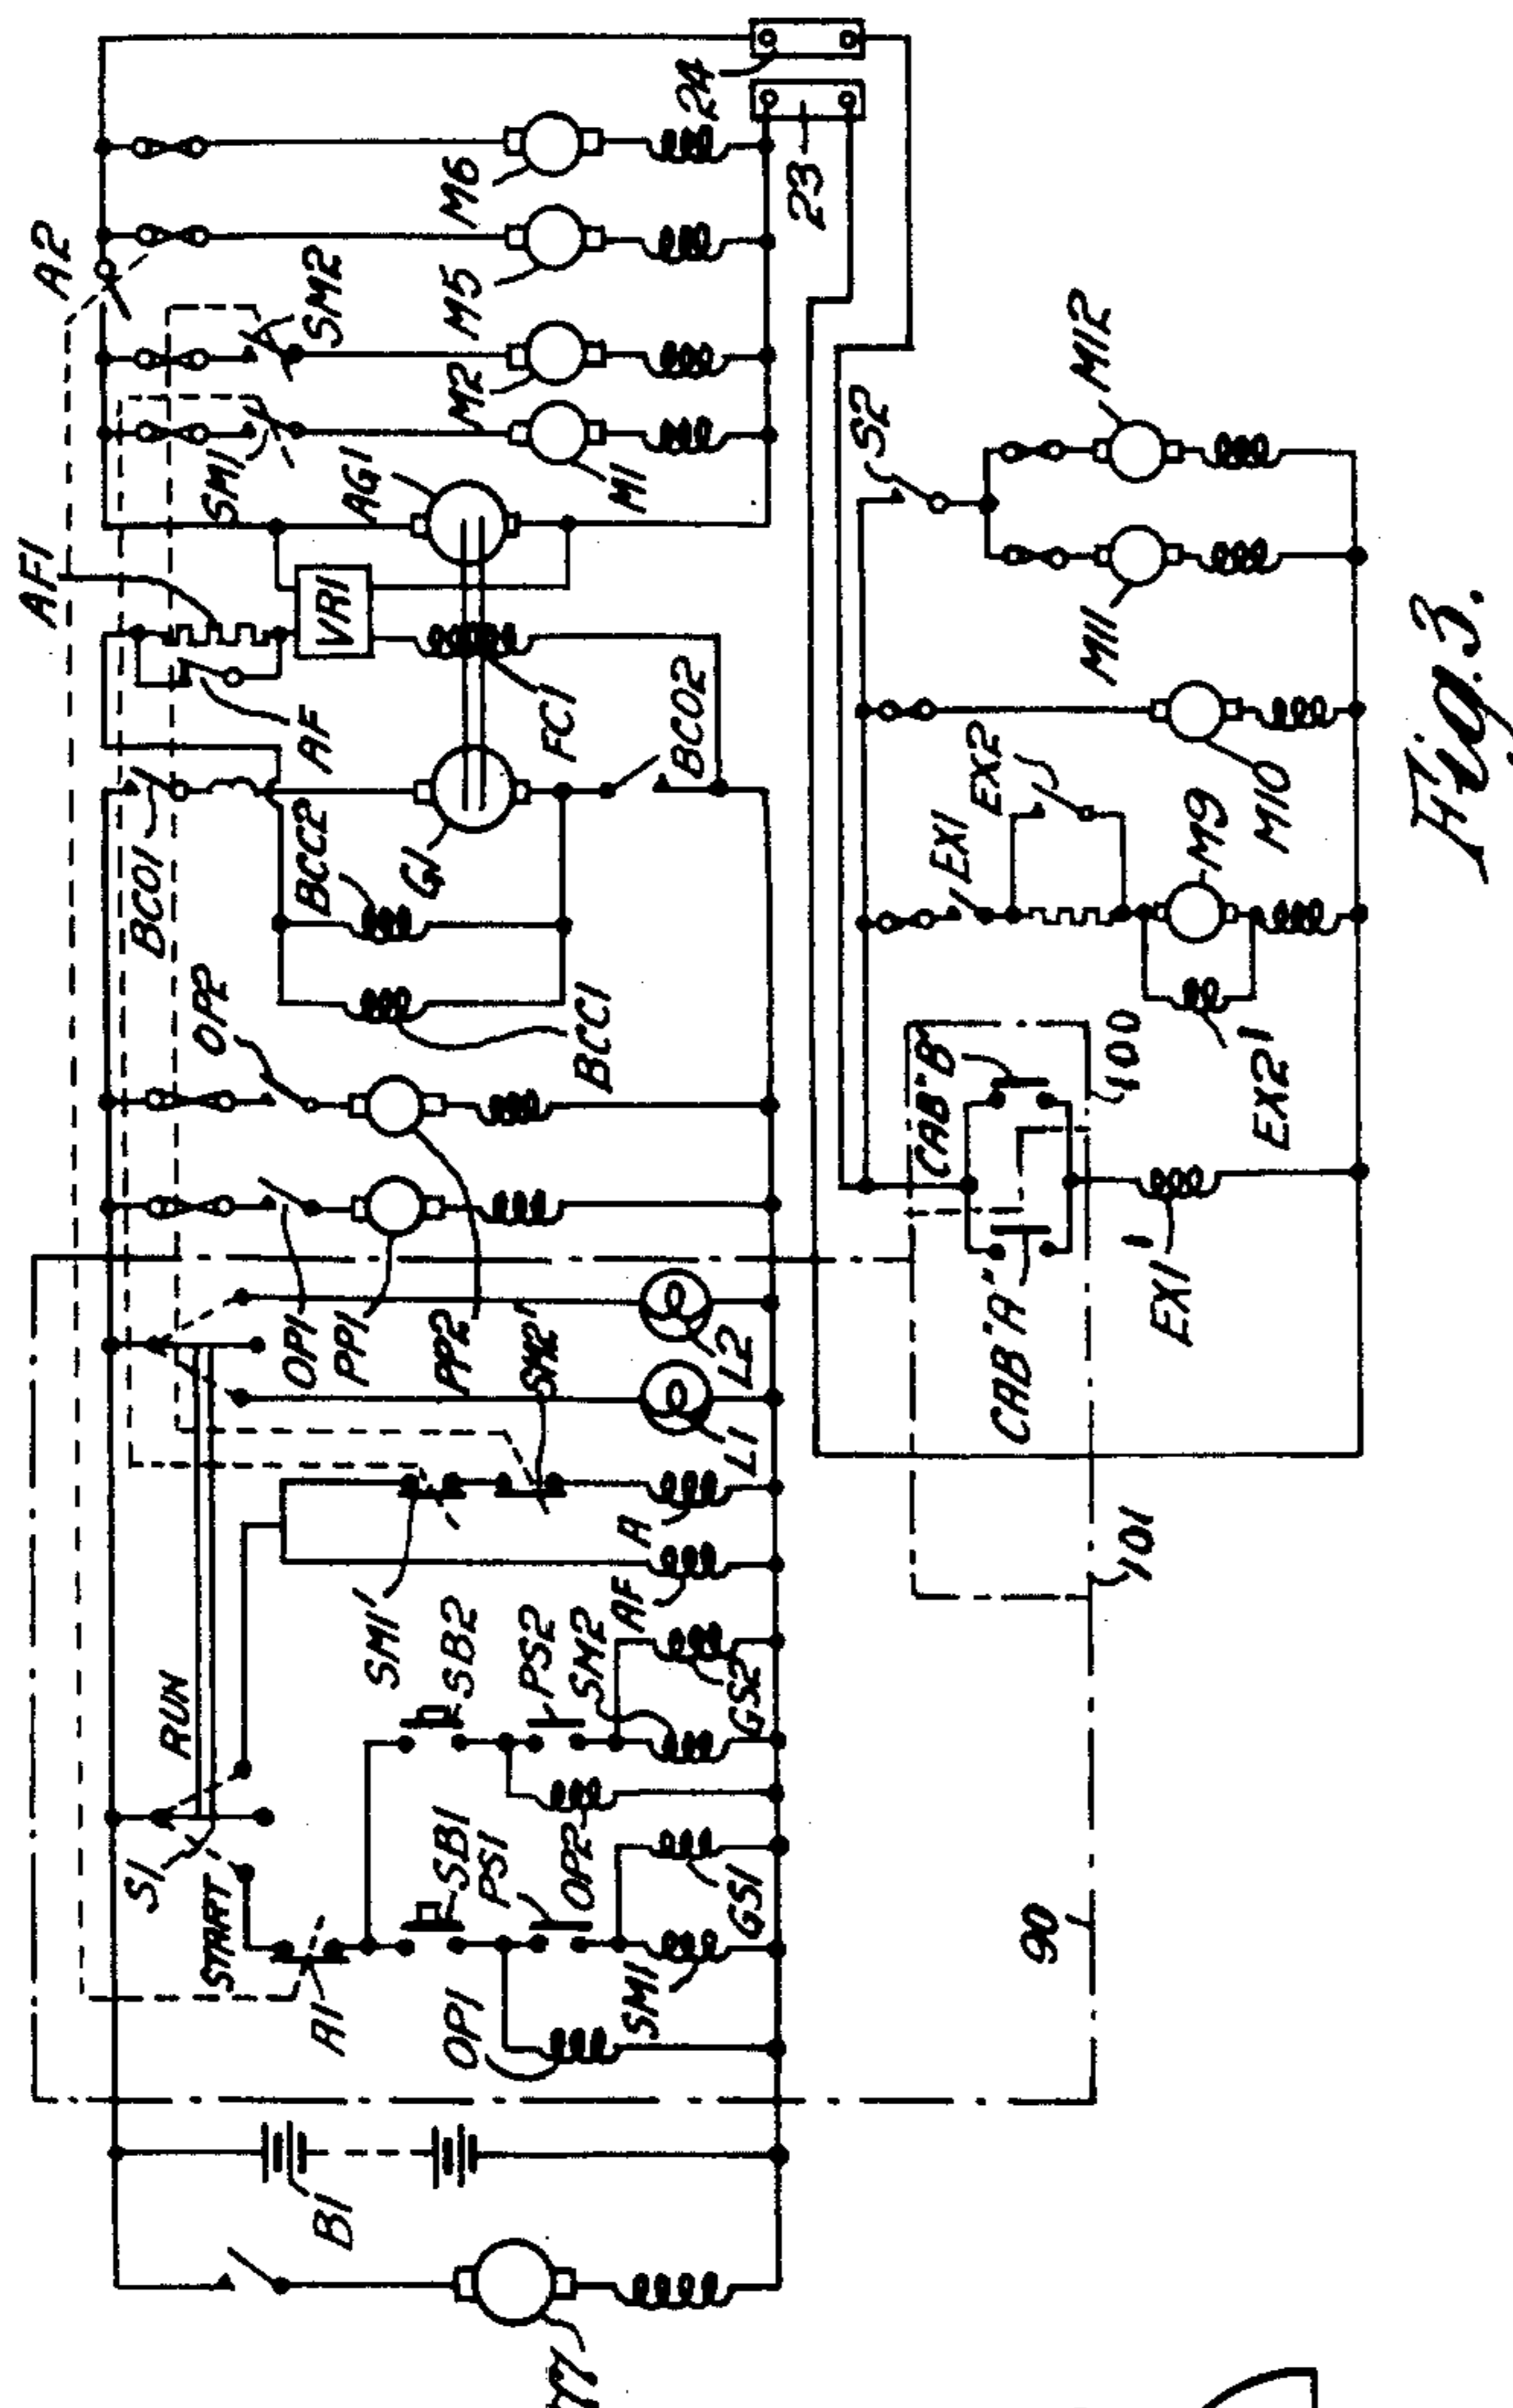 A2
AF1
SM1
AG1
SM2
M1
M2
M5
M6
24
23
VR1
AF
FC1
BCO1
BCC2
G1
BCO2
OP2
BCC1
S2
M12
M11
EX2
EX1
M9
M10
CAB "B"
100
EX2'
CAB "A"
EX1'
101
OP1
PP1
PP2
SM2'
L2
L1
A
SM1'
AF
RUN
SB2
PS2
SM2
GS2
S1
START
SB1
PS1
OP2
GS1
A1
OP1
SM1
90
B1
Fig. 3.